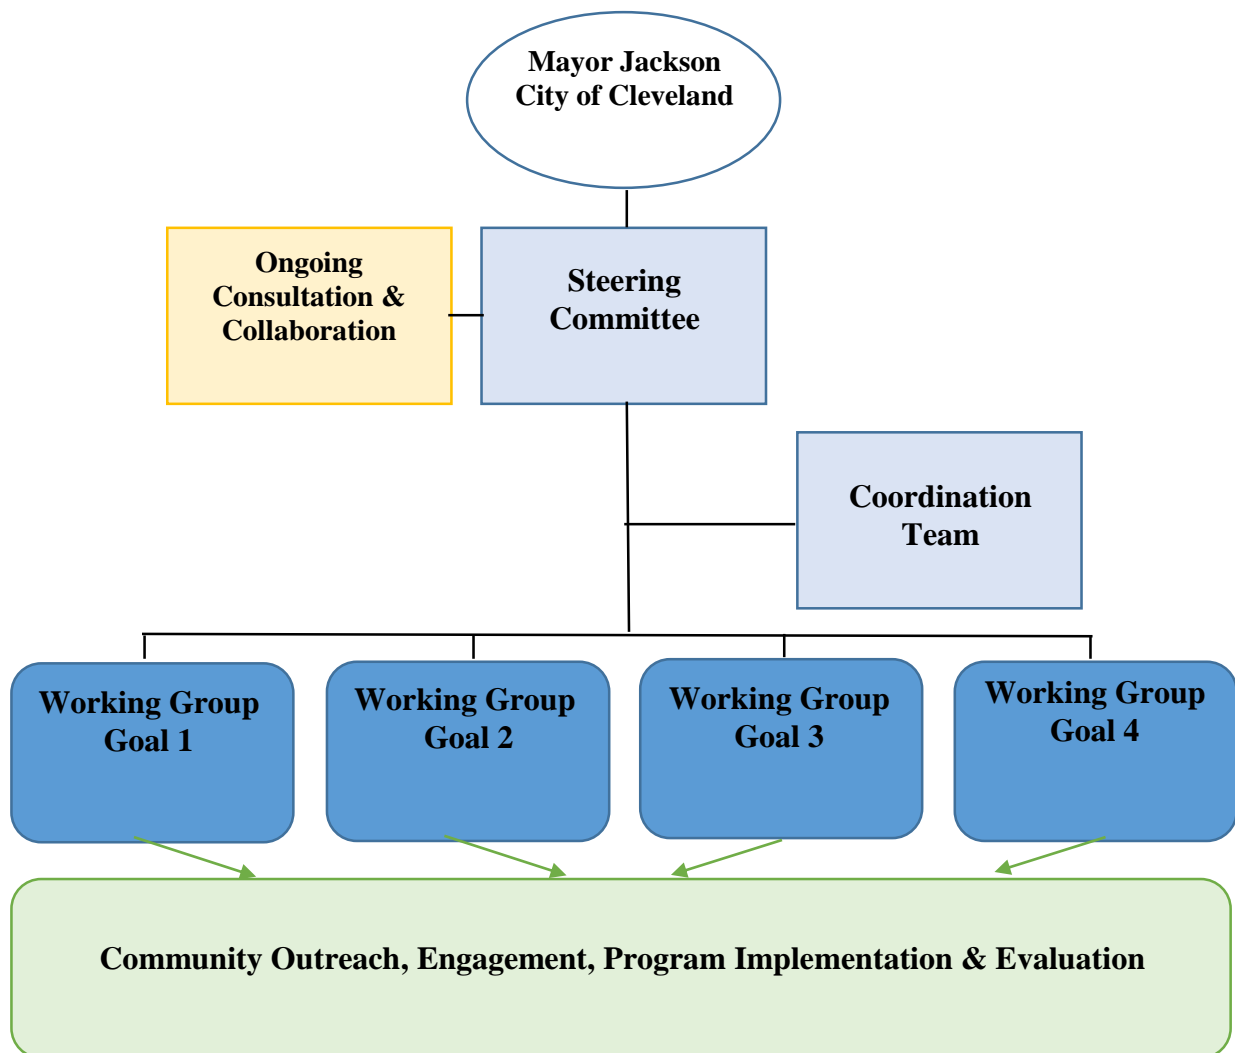 Mayor Jackson
City of Cleveland
Ongoing
Consultation &
Collaboration
Steering
Committee
Coordination
Team
Working Group
Goal 1
Working Group
Goal 2
Working Group
Goal 3
Working Group
Goal 4
Community Outreach, Engagement, Program Implementation & Evaluation